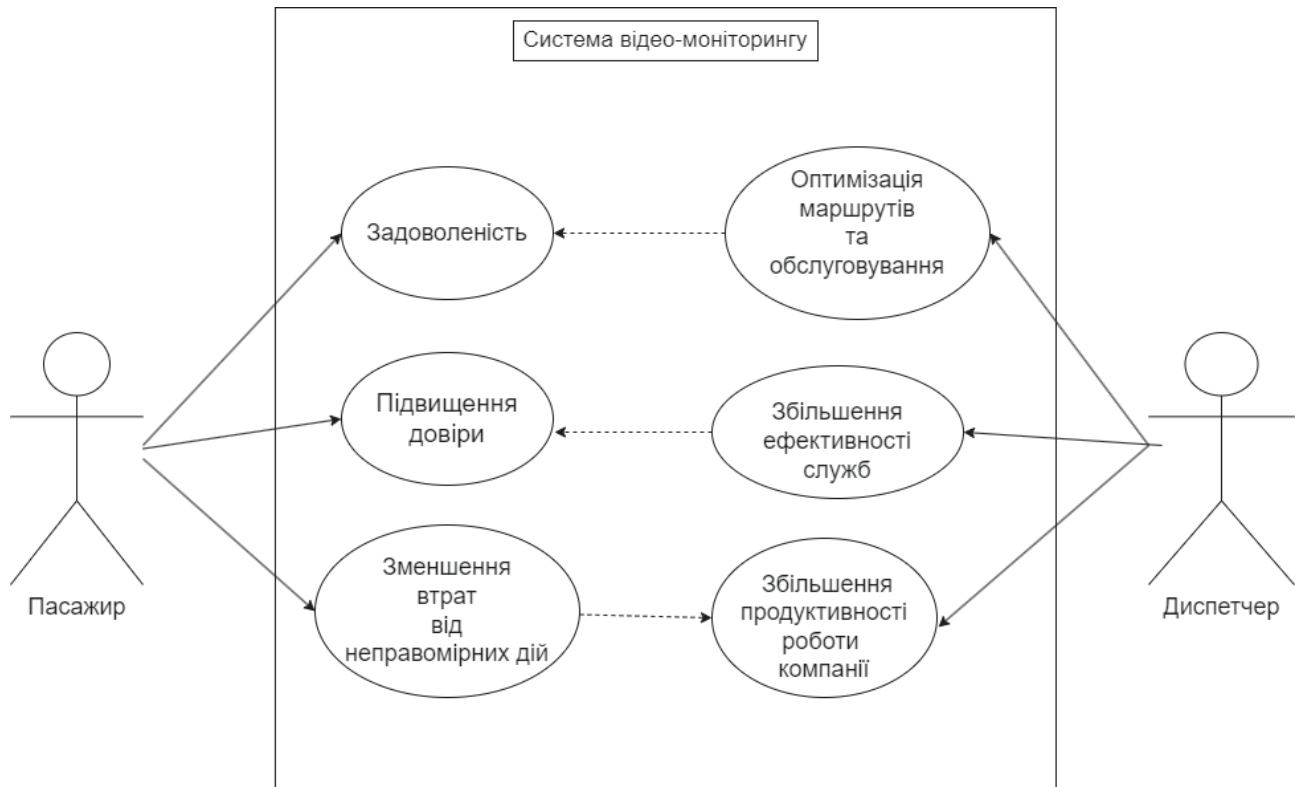 Система відео-моніторингу
Задоволеність
Оптимізація
маршрутів
та
обслуговування
Підвищення
довіри
Збільшення
ефективності
служб
Зменшення
втрат
від
неправомірних дій
Збільшення
продуктивності
роботи
компанії
Пасажир
Диспетчер